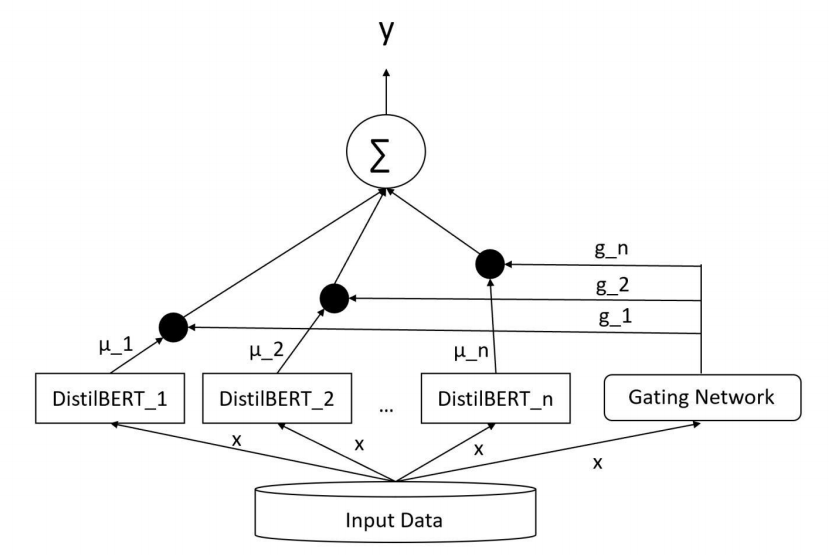 y
∑
g_n
g_2
g_1
μ_1
μ_2
μ_n
DistilBERT_1
DistilBERT_2
...
DistilBERT_n
Gating Network
x
x
x
x
Input Data